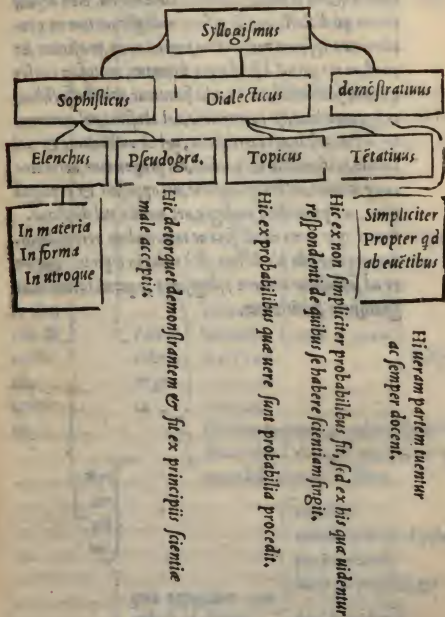 Syllogiſmus
Sophiſticus
Dialecticus
demõſtratiuus
Elenchus
Pſeudogra.
Topicus
Tẽtatiuus
In materia
In forma
In utroque
Simpliciter
Propter qd
ab euẽtibus
Hic detorquet demonſtrantem & fit ex principiis ſcientiæ
male acceptis.
Hic ex probabilibus quæ uere ſunt probabilia procedit.
Hic ex non ſimpliciter probabilibus fit, ſed ex his quæ uidentur
reſpondenti de quibus ſe habere ſcientiam fingit.
Hi ueram partem tuentur
ac ſemper docent.